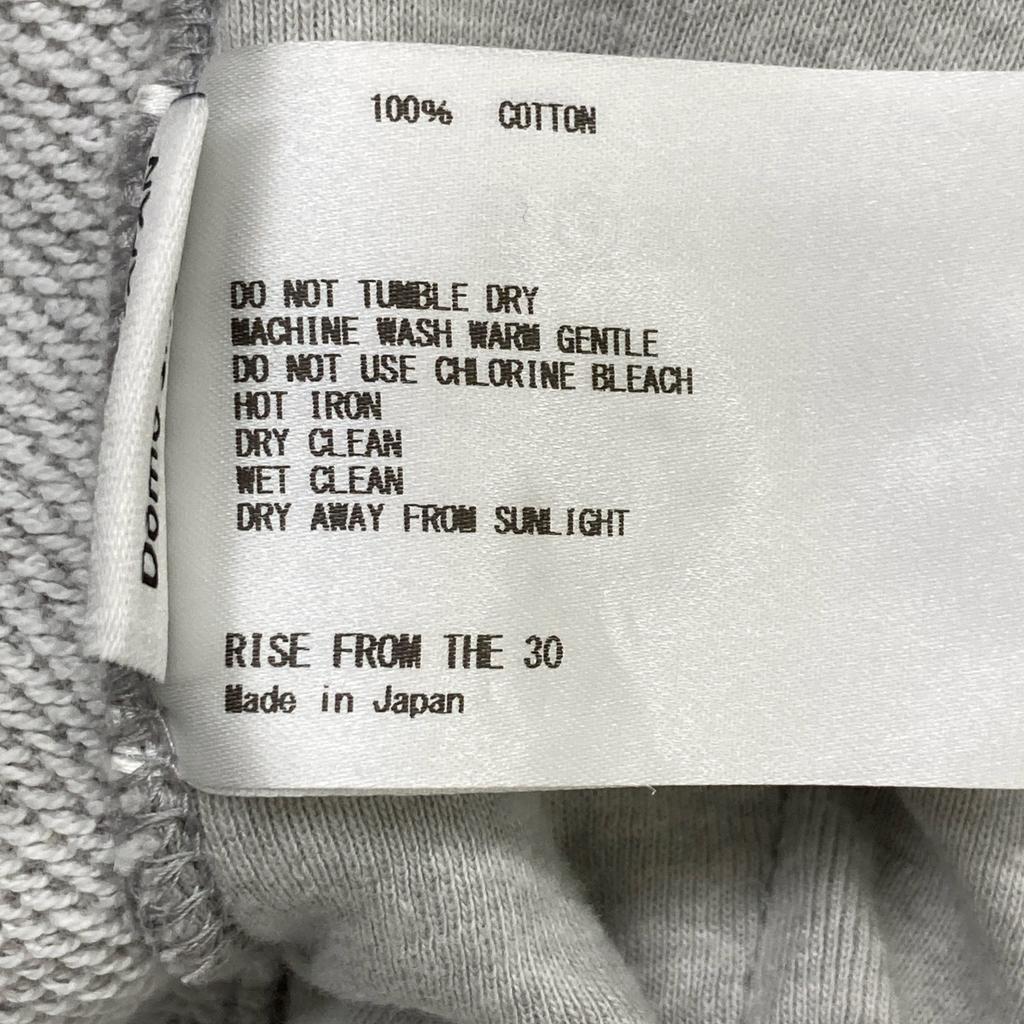 100% COTTON
DO NOT TUMBLE DRY
MACHINE WASH WARM GENTLE
DO NOT USE CHLORINE BLEACH
HOT IRON
DRY CLEAN
WET CLEAN
DRY AWAY FROM SUNLIGHT
RISE FROM THE 30
Made in Japan